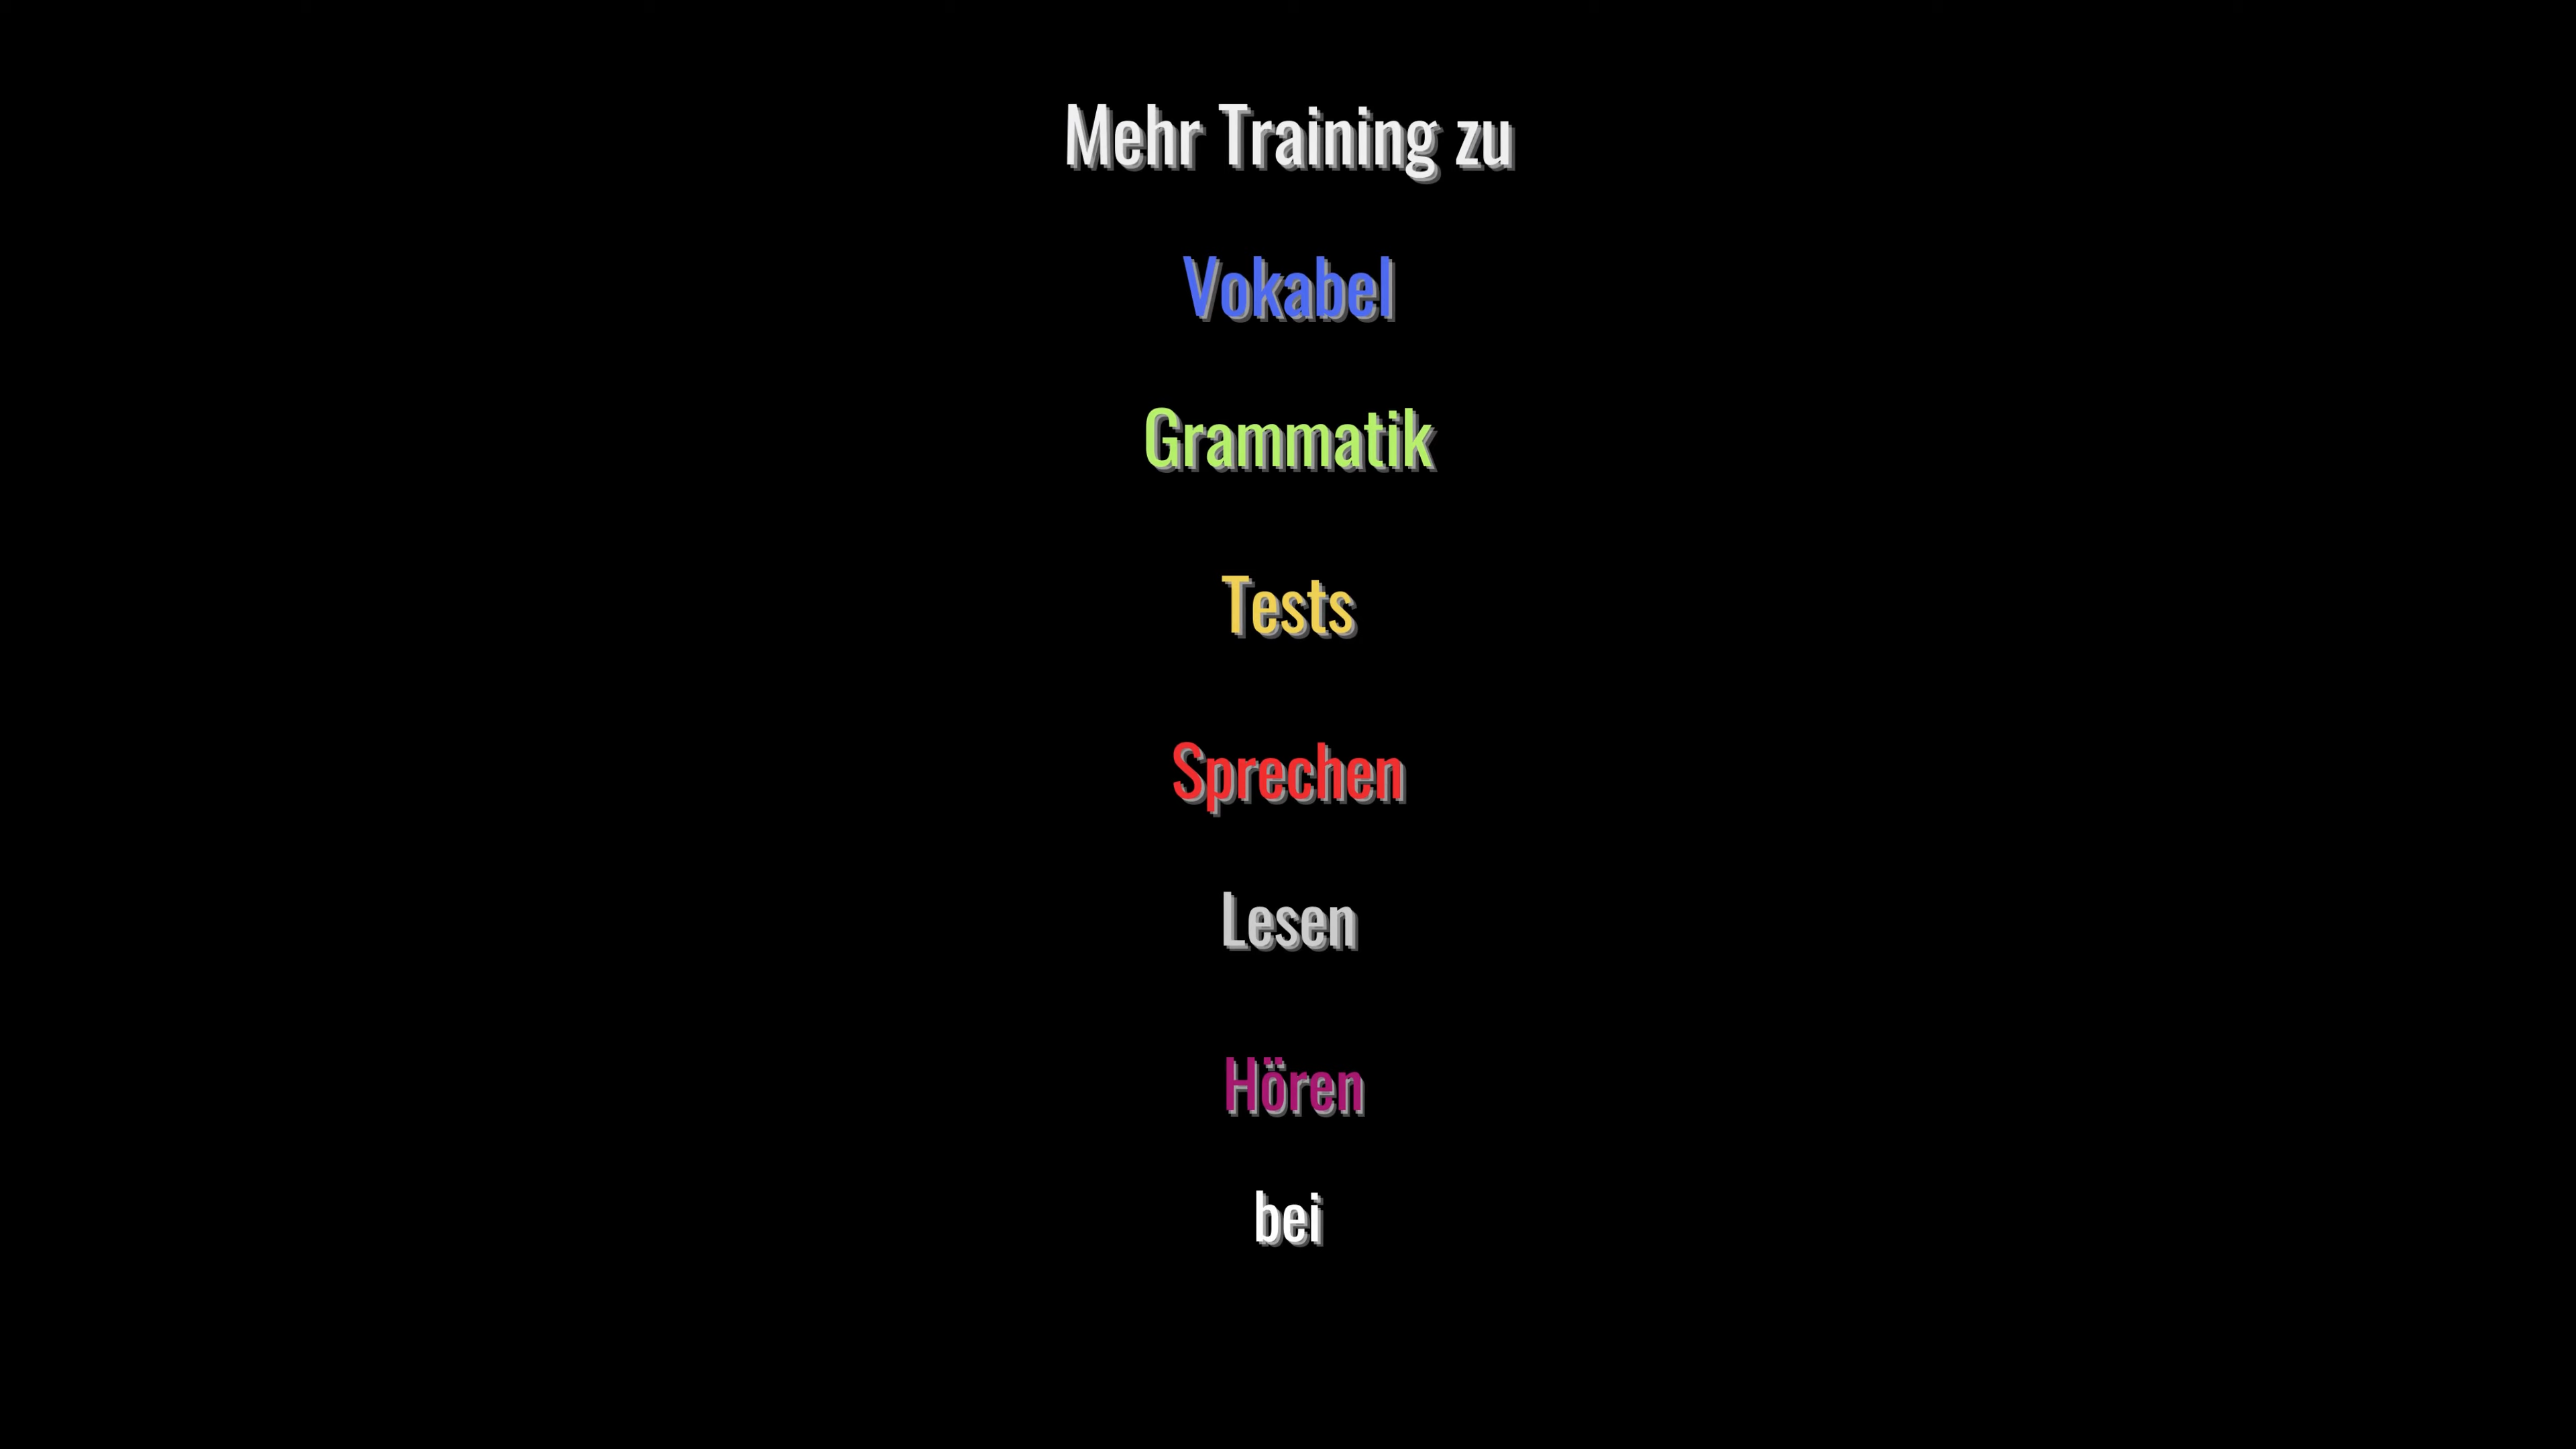 Mehr Training zu
Vokabel
Grammatik
Tests
Sprechen
Lesen
Hören
bei